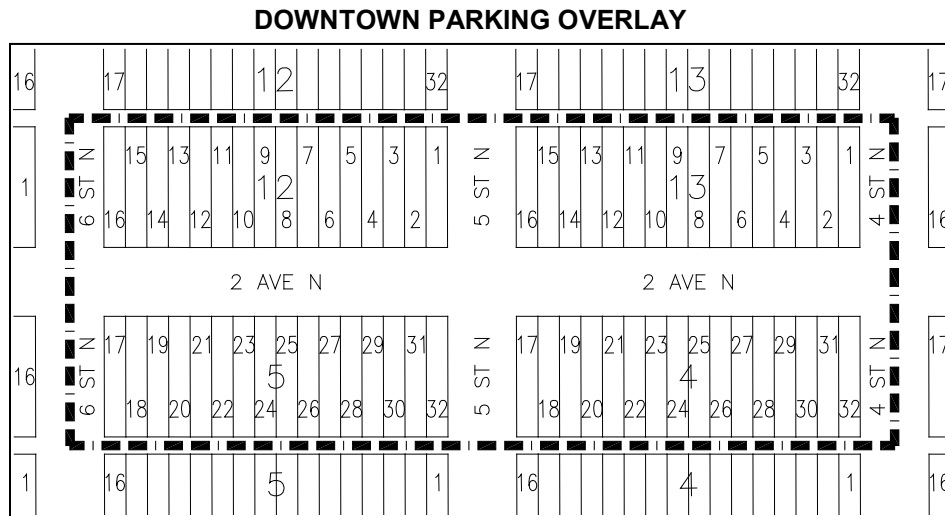 DOWNTOWN PARKING OVERLAY
16 17 12 32 17 13 32 17
15 13 11 9 7 5 3 1 15 13 11 9 7 5 3 1
1 6 ST N 12 5 ST N 13 4 ST N
16 14 12 10 8 6 4 2 16 14 12 10 8 6 4 2 16
2 AVE N 2 AVE N
17 19 21 23 25 27 29 31 17 19 21 23 25 27 29 31 17
16 6 ST N 5 5 ST N 4 4 ST N
18 20 22 24 26 28 30 32 18 20 22 24 26 28 30 32
1 16 5 1 16 4 1 16